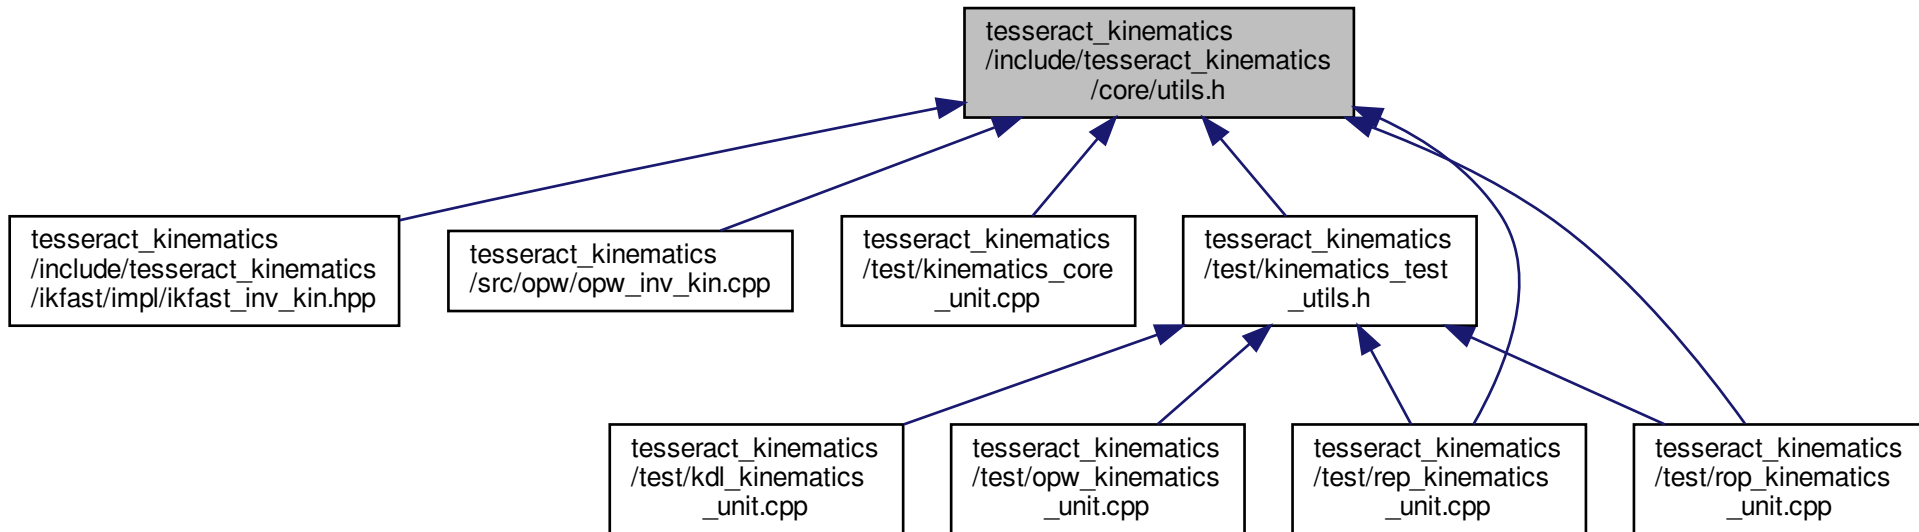 tesseract_kinematics
/include/tesseract_kinematics
/core/utils.h
tesseract_kinematics
/include/tesseract_kinematics
/ikfast/impl/ikfast_inv_kin.hpp
tesseract_kinematics
/src/opw/opw_inv_kin.cpp
tesseract_kinematics
/test/kinematics_core
_unit.cpp
tesseract_kinematics
/test/kinematics_test
_utils.h
tesseract_kinematics
/test/kdl_kinematics
_unit.cpp
tesseract_kinematics
/test/opw_kinematics
_unit.cpp
tesseract_kinematics
/test/rep_kinematics
_unit.cpp
tesseract_kinematics
/test/rop_kinematics
_unit.cpp